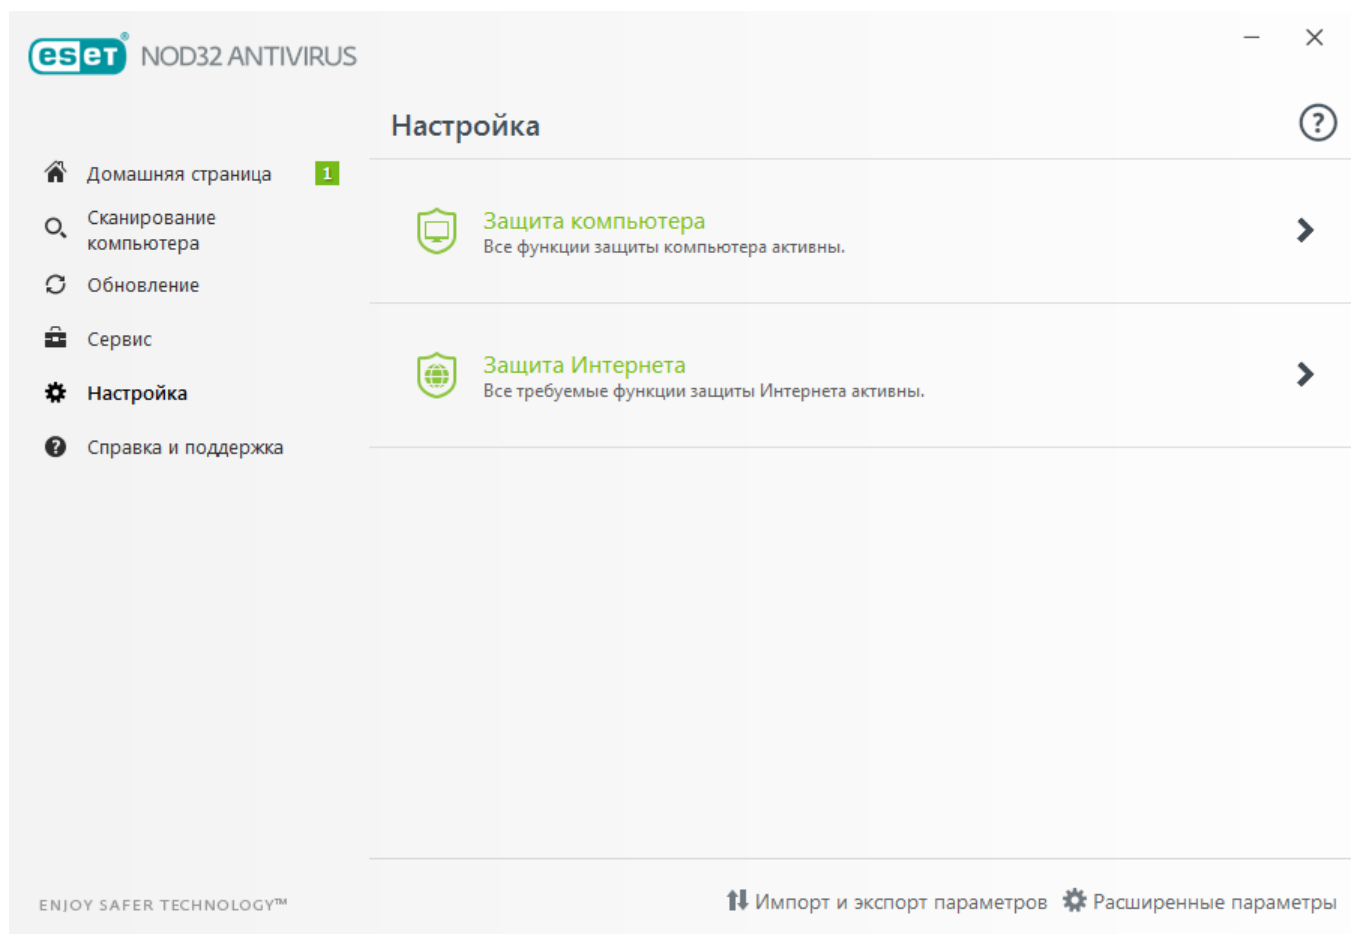 eset® NOD32 ANTIVIRUS
Настройка
?
Домашняя страница 1
Сканирование
компьютера
Обновление
Сервис
Настройка
Справка и поддержка
Защита компьютера
Все функции защиты компьютера активны.
Защита Интернета
Все требуемые функции защиты Интернета активны.
ENJOY SAFER TECHNOLOGY™
Импорт и экспорт параметров Расширенные параметры